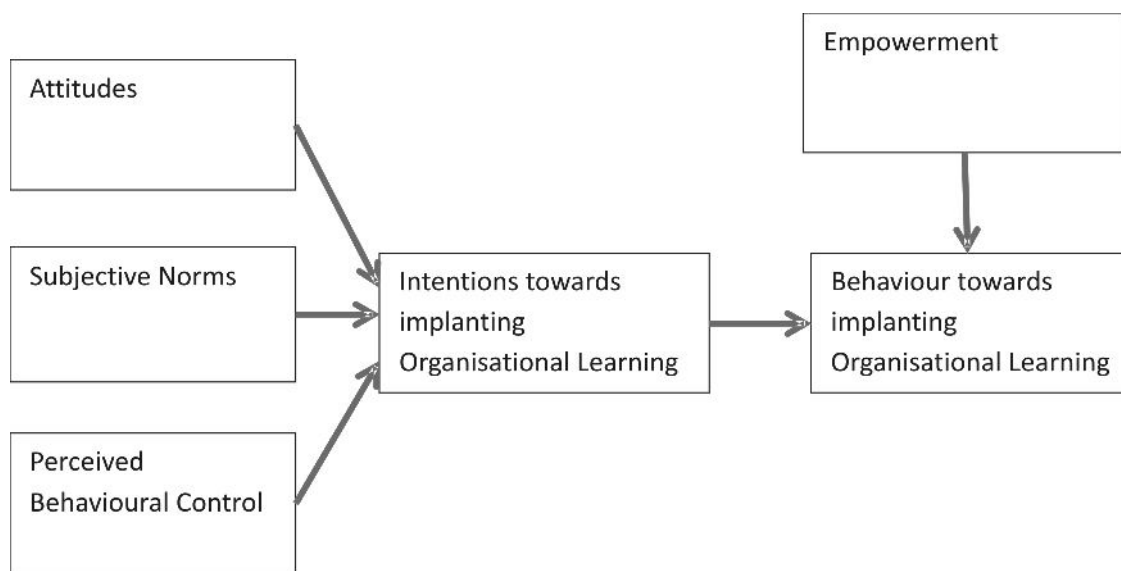 Empowerment
Attitudes
Subjective Norms
Intentions towards
implanting
Organisational Learning
Behaviour towards
implanting
Organisational Learning
Perceived
Behavioural Control